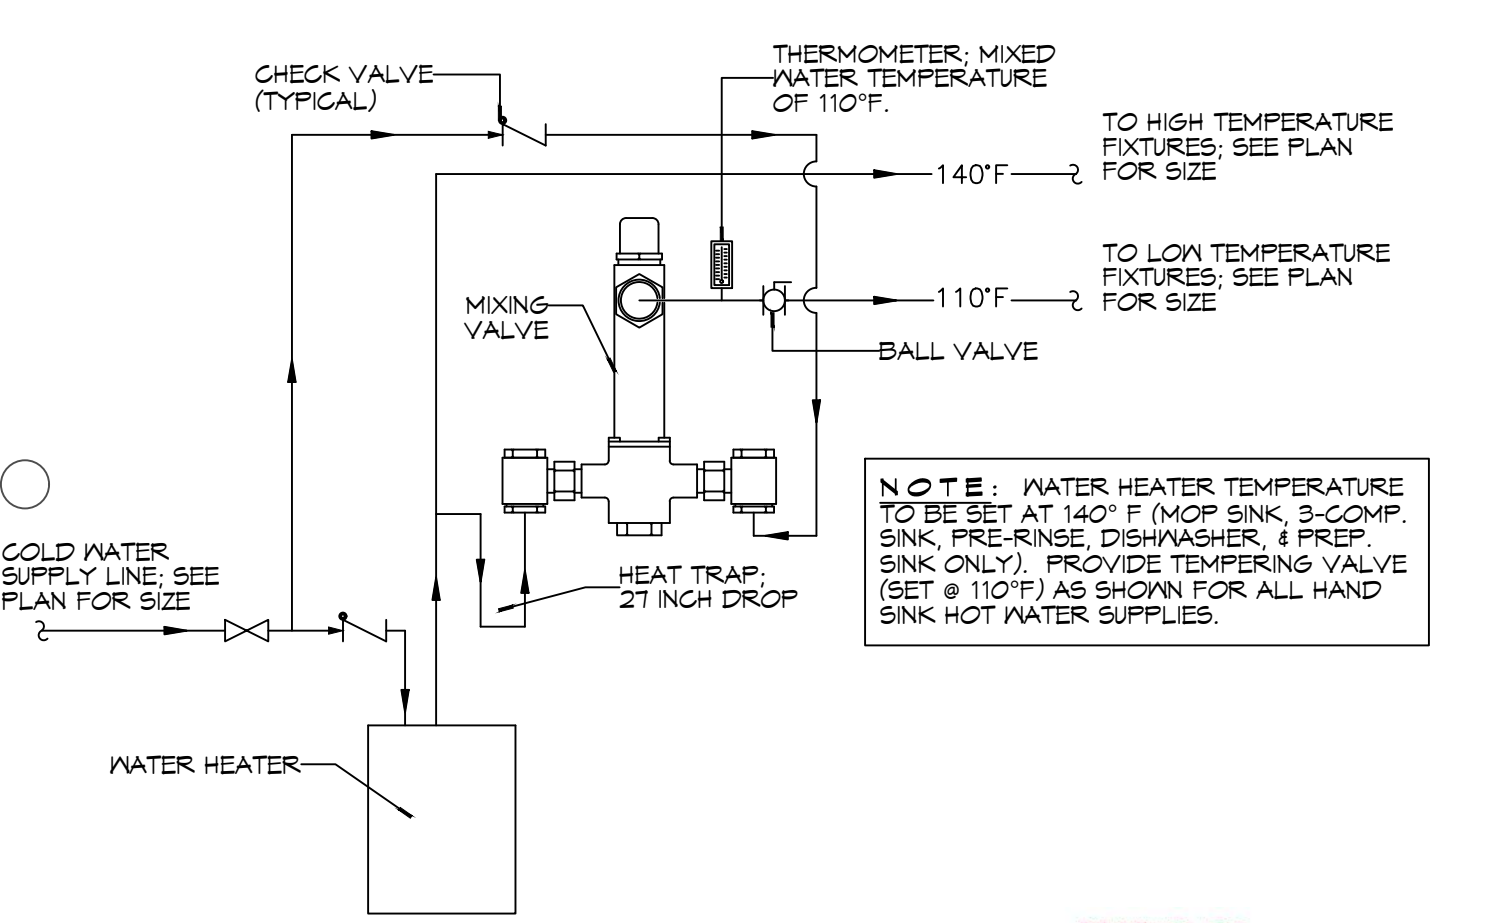 CHECK VALVE
(TYPICAL)
THERMOMETER; MIXED
WATER TEMPERATURE
OF 110°F.
TO HIGH TEMPERATURE
FIXTURES; SEE PLAN
FOR SIZE
140°F
TO LOW TEMPERATURE
FIXTURES; SEE PLAN
FOR SIZE
110°F
MIXING
VALVE
BALL VALVE
NOTE: WATER HEATER TEMPERATURE
TO BE SET AT 140° F (MOP SINK, 3-COMP.
SINK, PRE-RINSE, DISHWASHER, & PREP.
SINK ONLY). PROVIDE TEMPERING VALVE
(SET @ 110°F) AS SHOWN FOR ALL HAND
SINK HOT WATER SUPPLIES.
COLD WATER
SUPPLY LINE; SEE
PLAN FOR SIZE
HEAT TRAP;
27 INCH DROP
WATER HEATER